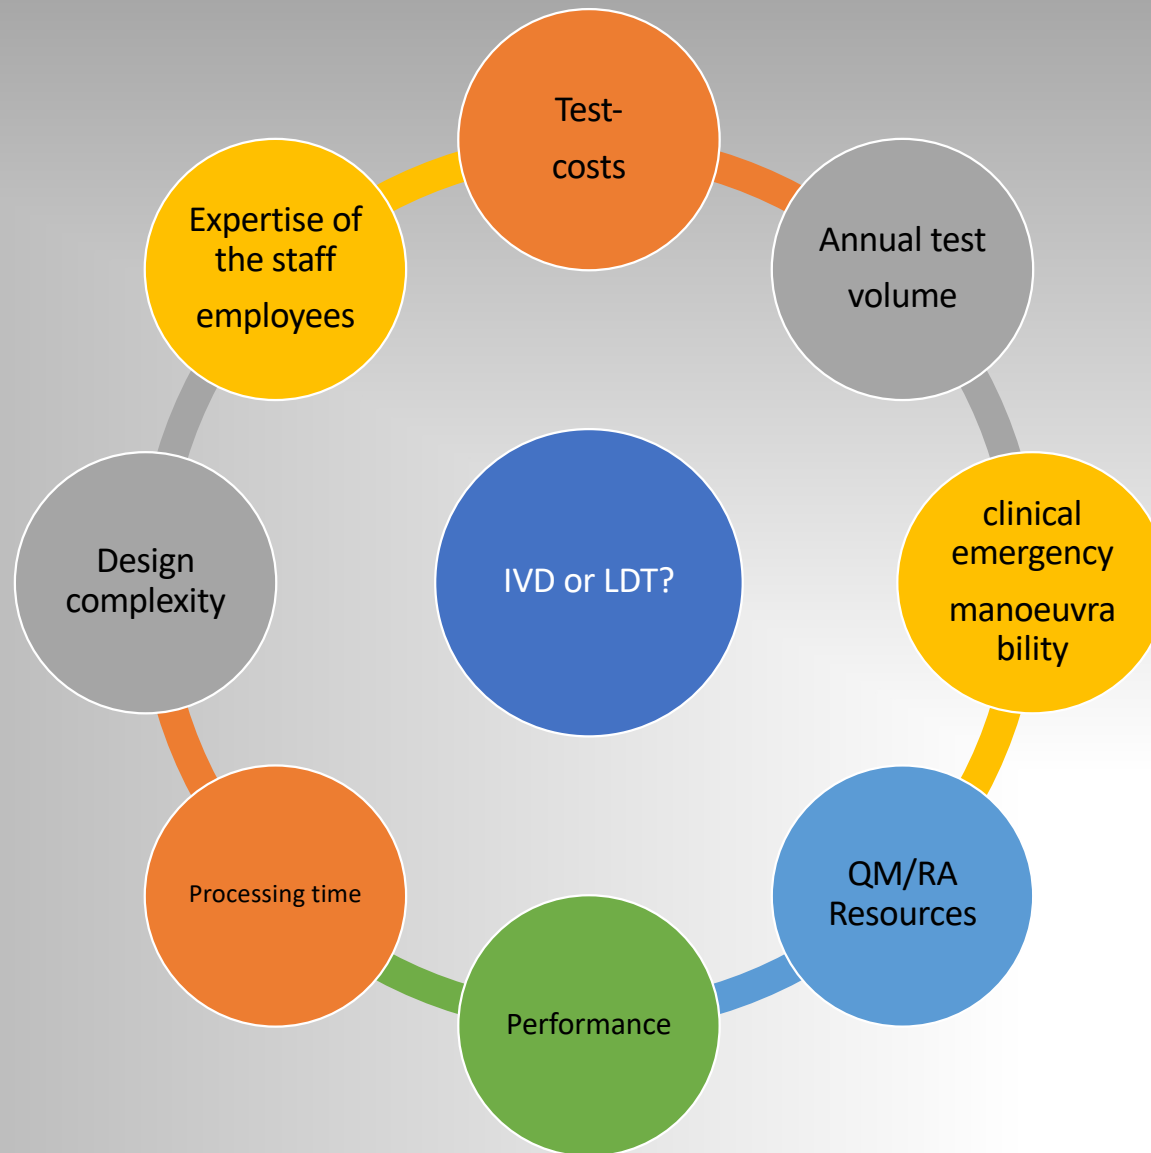 Test-
costs
Annual test
volume
clinical
emergency
manoeuvra
bility
QM/RA
Resources
Performance
Processing time
Design
complexity
Expertise of
the staff
employees
IVD or LDT?